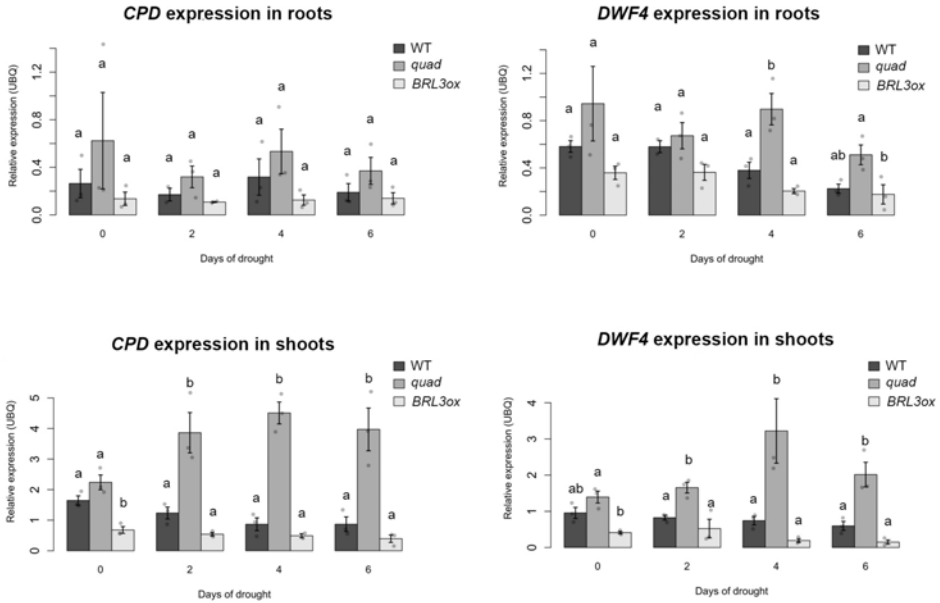 CPD expression in roots
WT
quad
BRL3ox
Relative expression (UBQ)
1.2
0.8
0.4
0.0
a a a
a a a
a a a
a a a
0 2 4 6
Days of drought
DWF4 expression in roots
WT
quad
BRL3ox
Relative expression (UBQ)
1.2
0.8
0.4
0.0
a a a
a a a
a b a
ab a b
0 2 4 6
Days of drought
CPD expression in shoots
WT
quad
BRL3ox
Relative expression (UBQ)
5
4
3
2
1
0
a a b
a b a
a b a
a b a
0 2 4 6
Days of drought
DWF4 expression in shoots
WT
quad
BRL3ox
Relative expression (UBQ)
4
3
2
1
0
ab a b
a b a
a b a
a b a
0 2 4 6
Days of drought